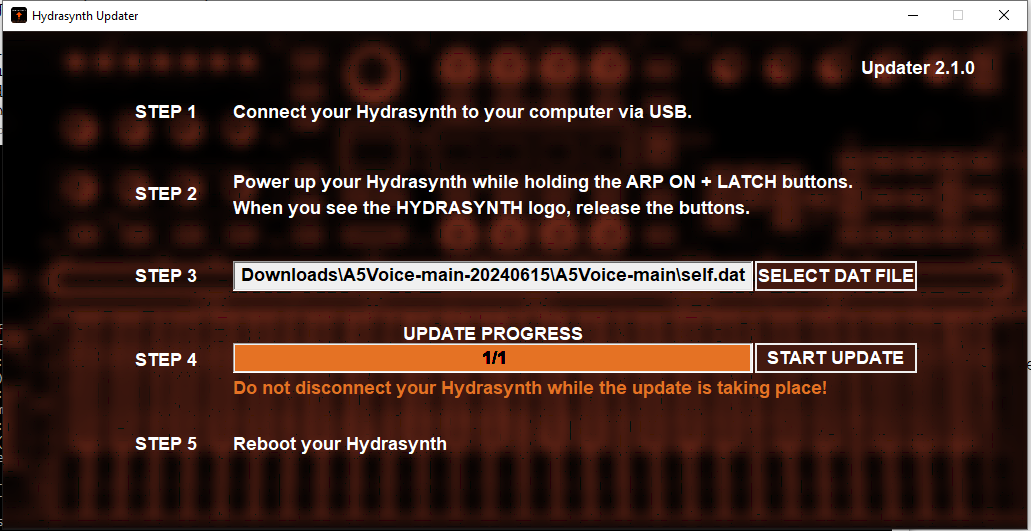 Hydrasynth Updater
Updater 2.1.0
STEP 1 Connect your Hydrasynth to your computer via USB.
STEP 2 Power up your Hydrasynth while holding the ARP ON + LATCH buttons.
When you see the HYDRASYNTH logo, release the buttons.
STEP 3 Downloads\A5Voice-main-20240615\A5Voice-main\self.dat SELECT DAT FILE
UPDATE PROGRESS
STEP 4 1/1 START UPDATE
Do not disconnect your Hydrasynth while the update is taking place!
STEP 5 Reboot your Hydrasynth